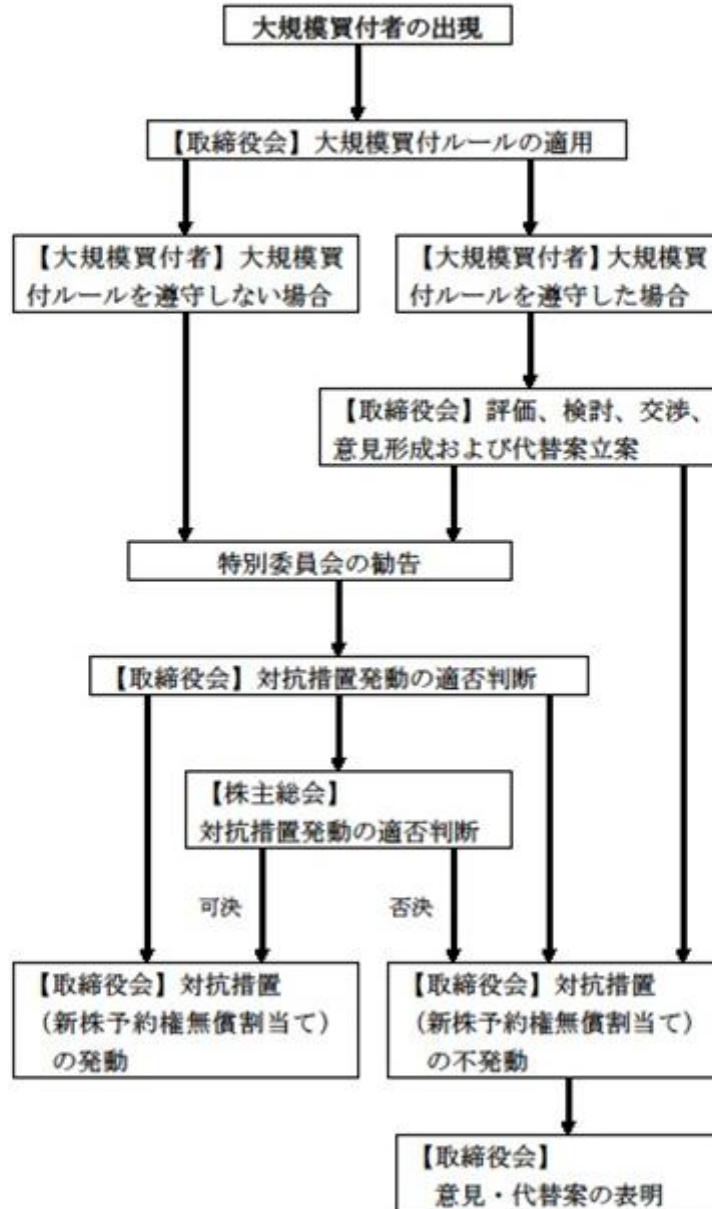 大規模買付者の出現
【取締役会】大規模買付ルールの適用
【大規模買付者】大規模買
付ルールを遵守しない場合
【大規模買付者】大規模買
付ルールを遵守した場合
【取締役会】評価、検討、交渉、
意見形成および代替案立案
特別委員会の勧告
【取締役会】対抗措置発動の適否判断
【株主総会】
対抗措置発動の適否判断
可決
否決
【取締役会】対抗措置
（新株予約権無償割当て）
の発動
【取締役会】対抗措置
（新株予約権無償割当て）
の不発動
【取締役会】
意見・代替案の表明